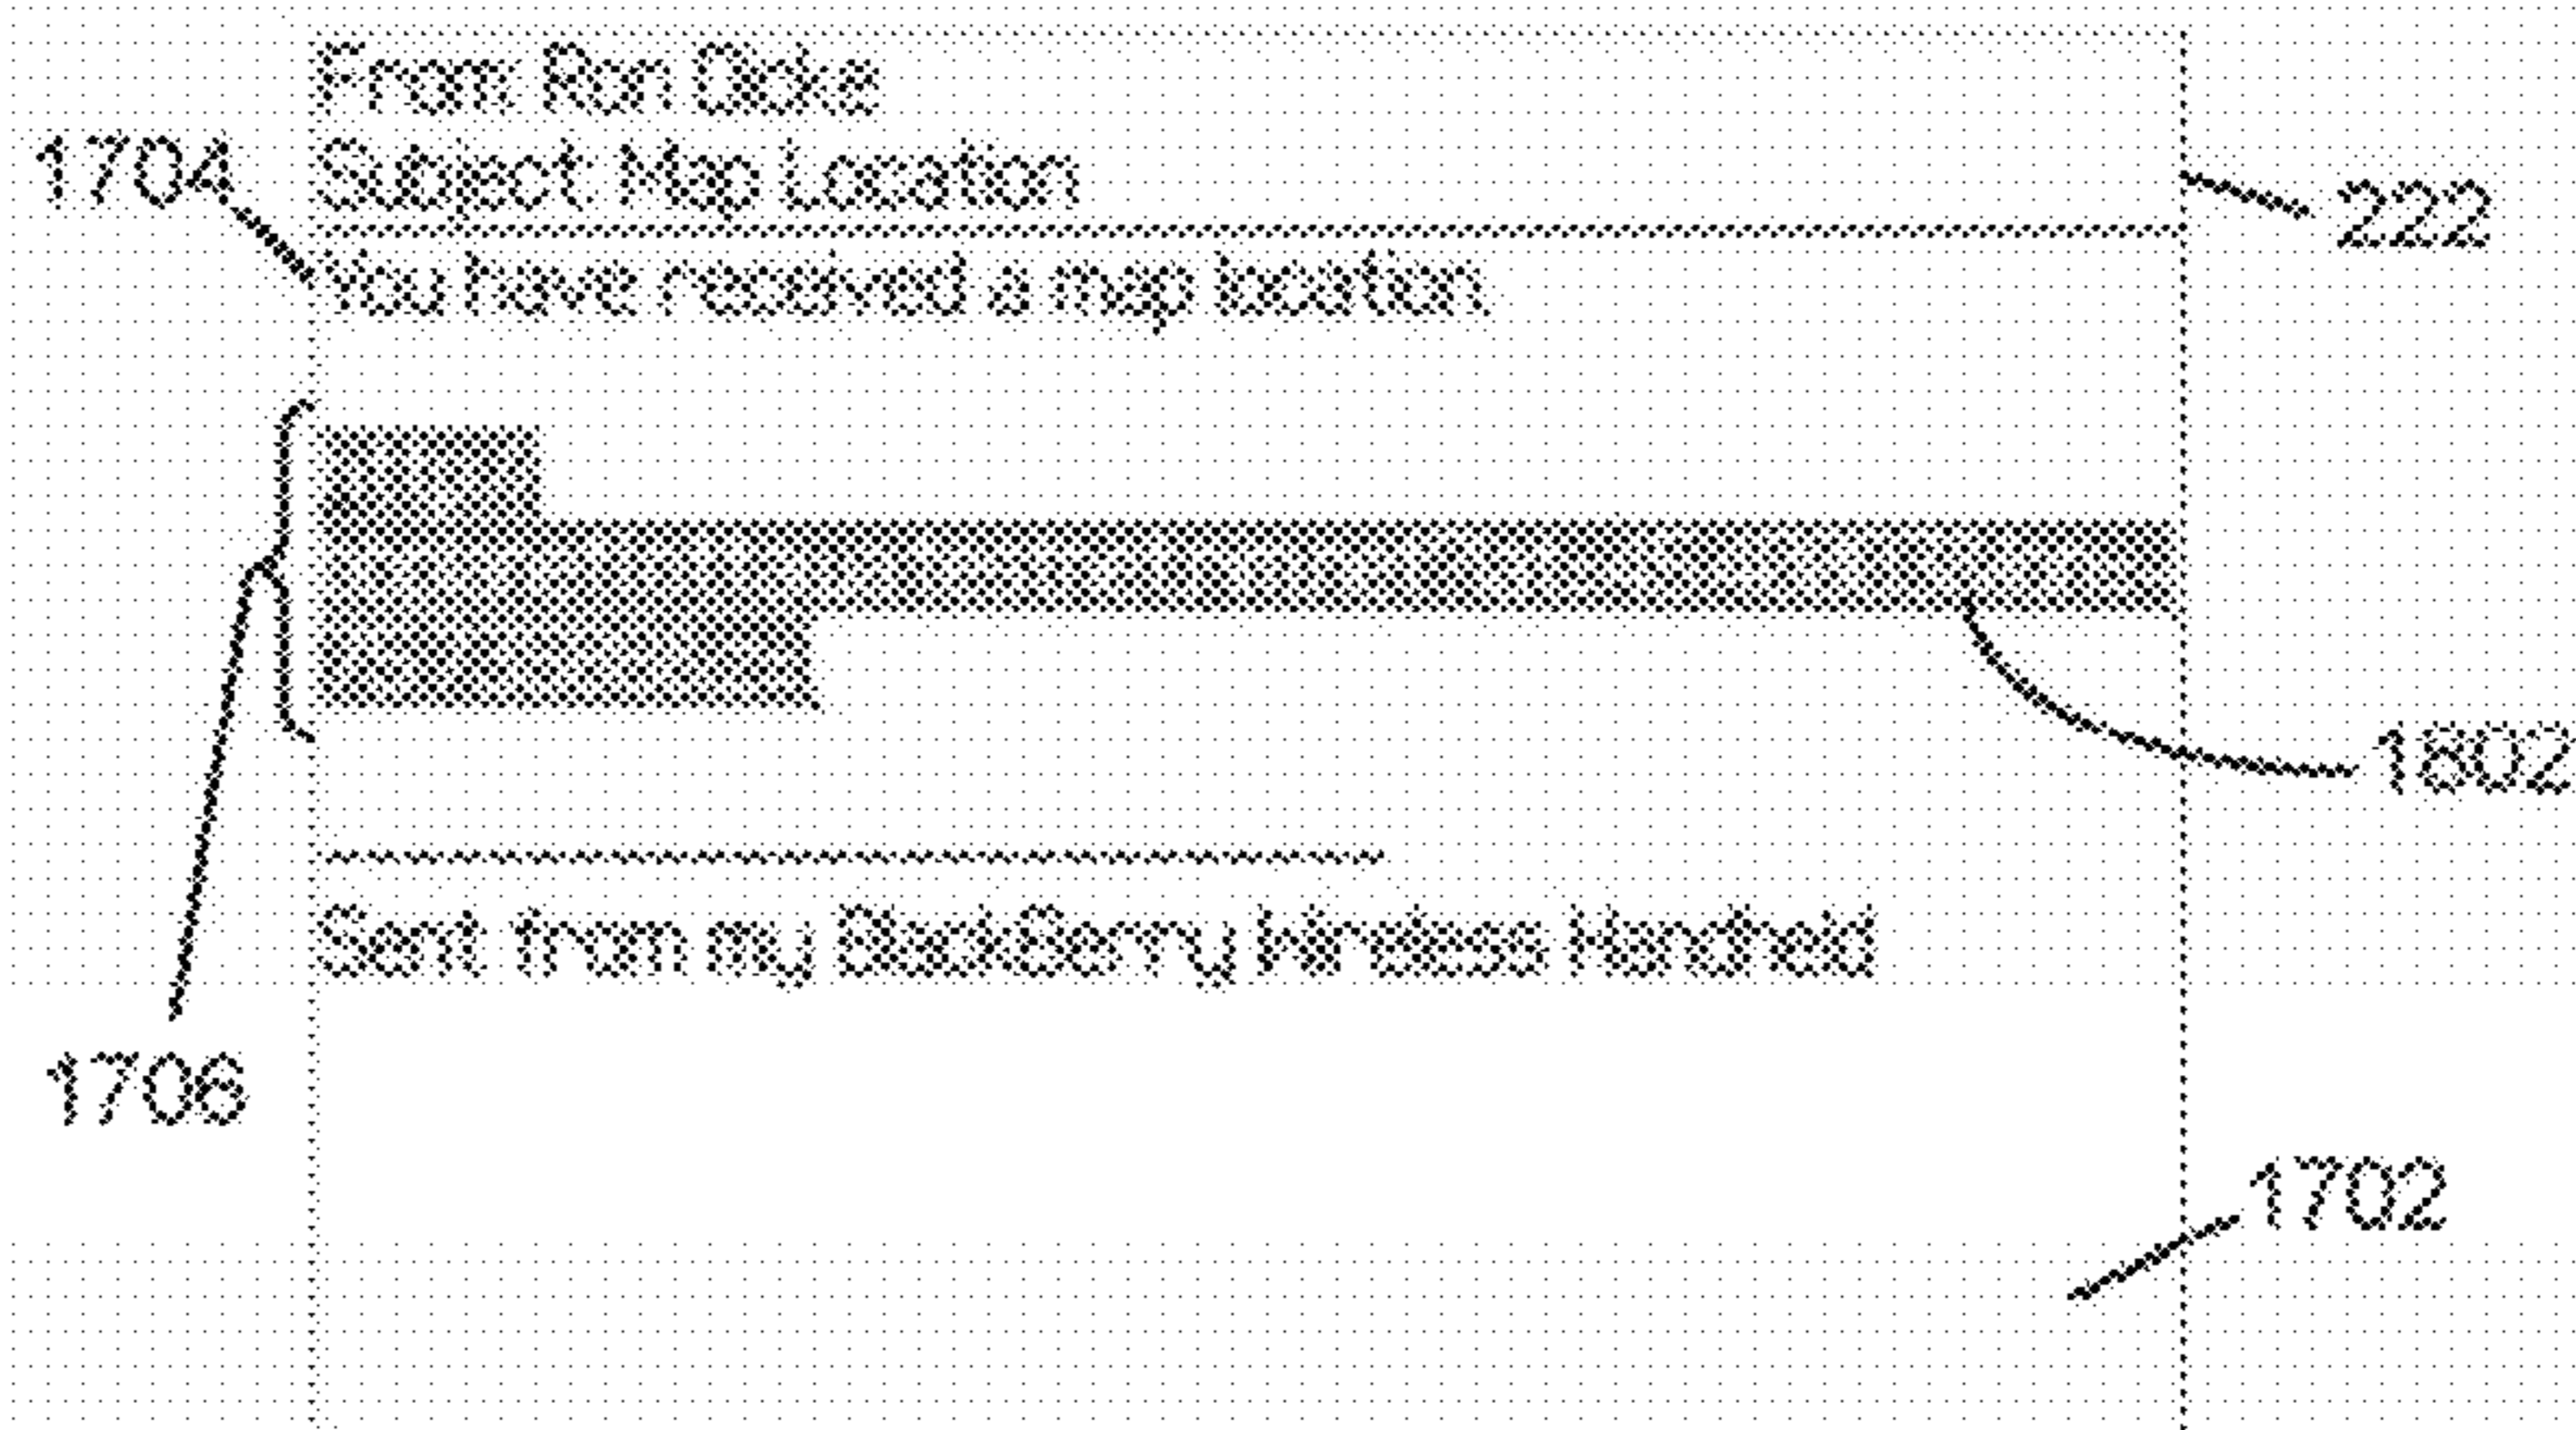 From: Ron Dicke
Subject: Map Location
1704
222
You have received a map location
1802
Sent from my BlackBerry Wireless Handheld
1706
1702